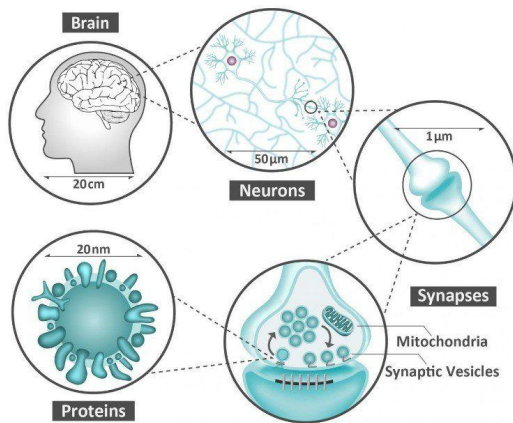 Brain
20cm
50μm
Neurons
1μm
Synapses
20nm
Proteins
Mitochondria
Synaptic Vesicles